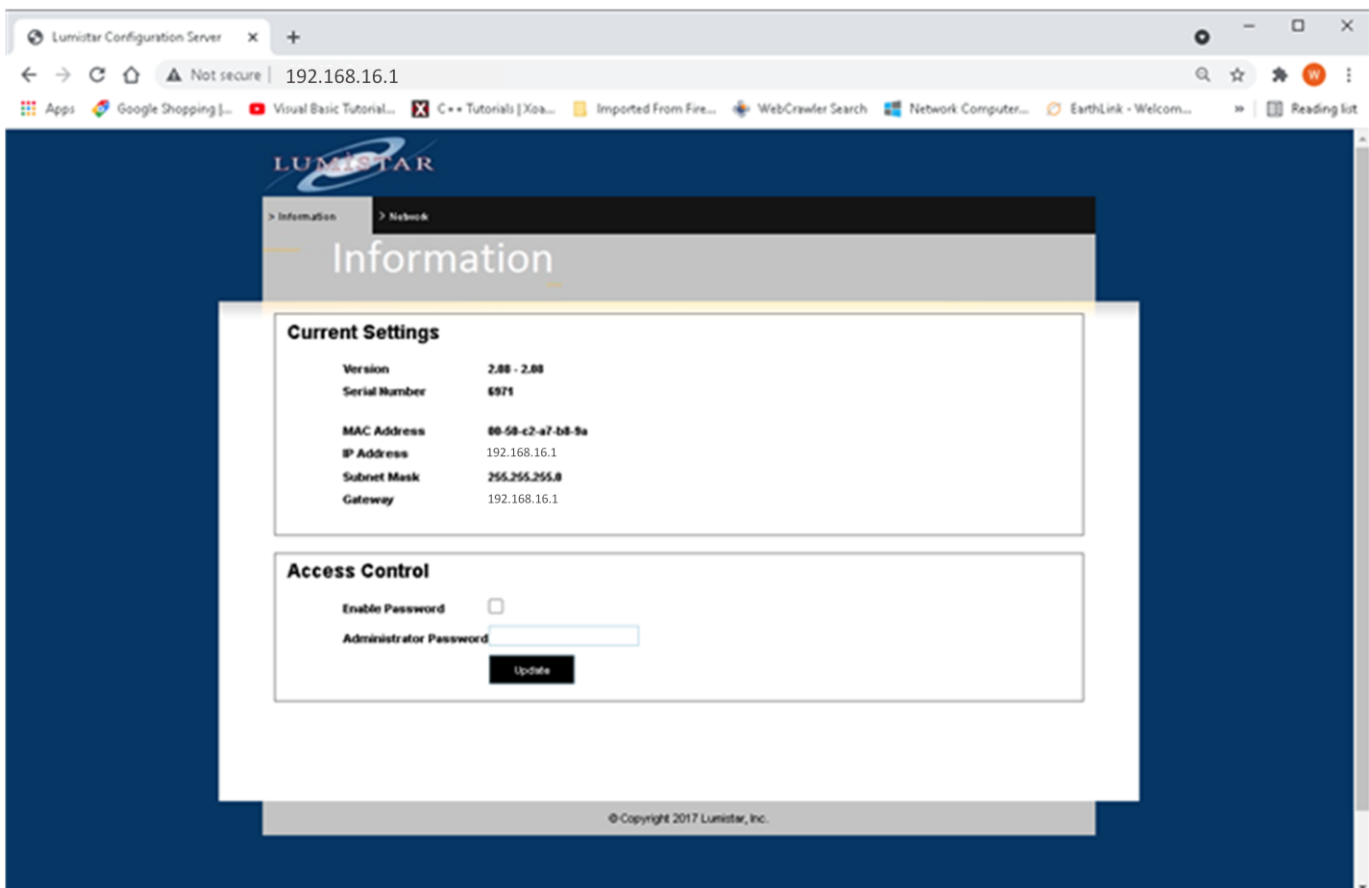 Lumistar Configuration Server
Not secure | 192.168.16.1
Apps Google Shopping |... Visual Basic Tutorial... C++ Tutorials | Xoa... Imported From Fire... WebCrawler Search Network Computer... EarthLink - Welcom... » Reading list
W
LUMISTAR
> Information > Network
Information
Current Settings
Version 2.08 - 2.08
Serial Number 6971
MAC Address 00-50-c2-a7-b8-9a
IP Address 192.168.16.1
Subnet Mask 255.255.255.0
Gateway 192.168.16.1
Access Control
Enable Password
Administrator Password
Update
© Copyright 2017 Lumistar, Inc.